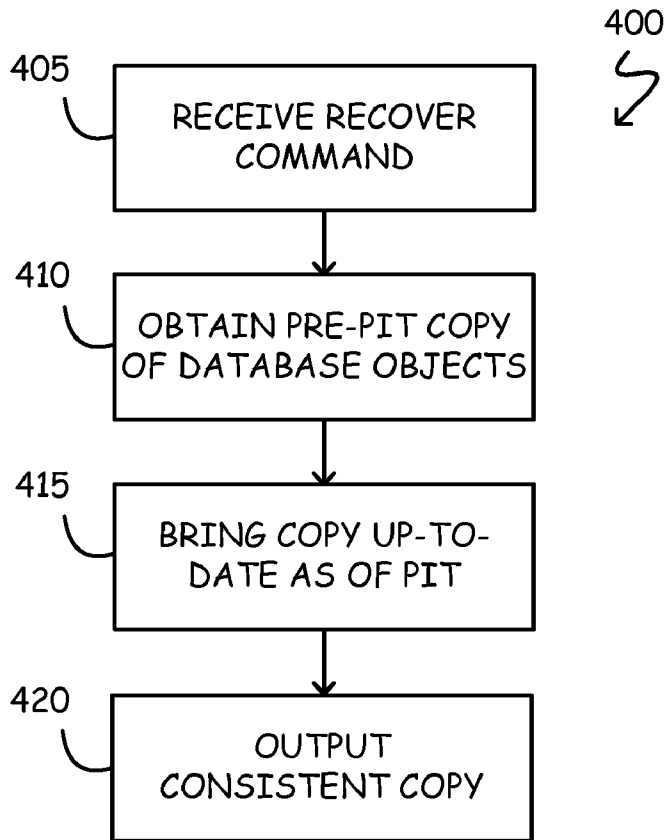 400
405
RECEIVE RECOVER
COMMAND
410
OBTAIN PRE-PIT COPY
OF DATABASE OBJECTS
415
BRING COPY UP-TO-
DATE AS OF PIT
420
OUTPUT
CONSISTENT COPY